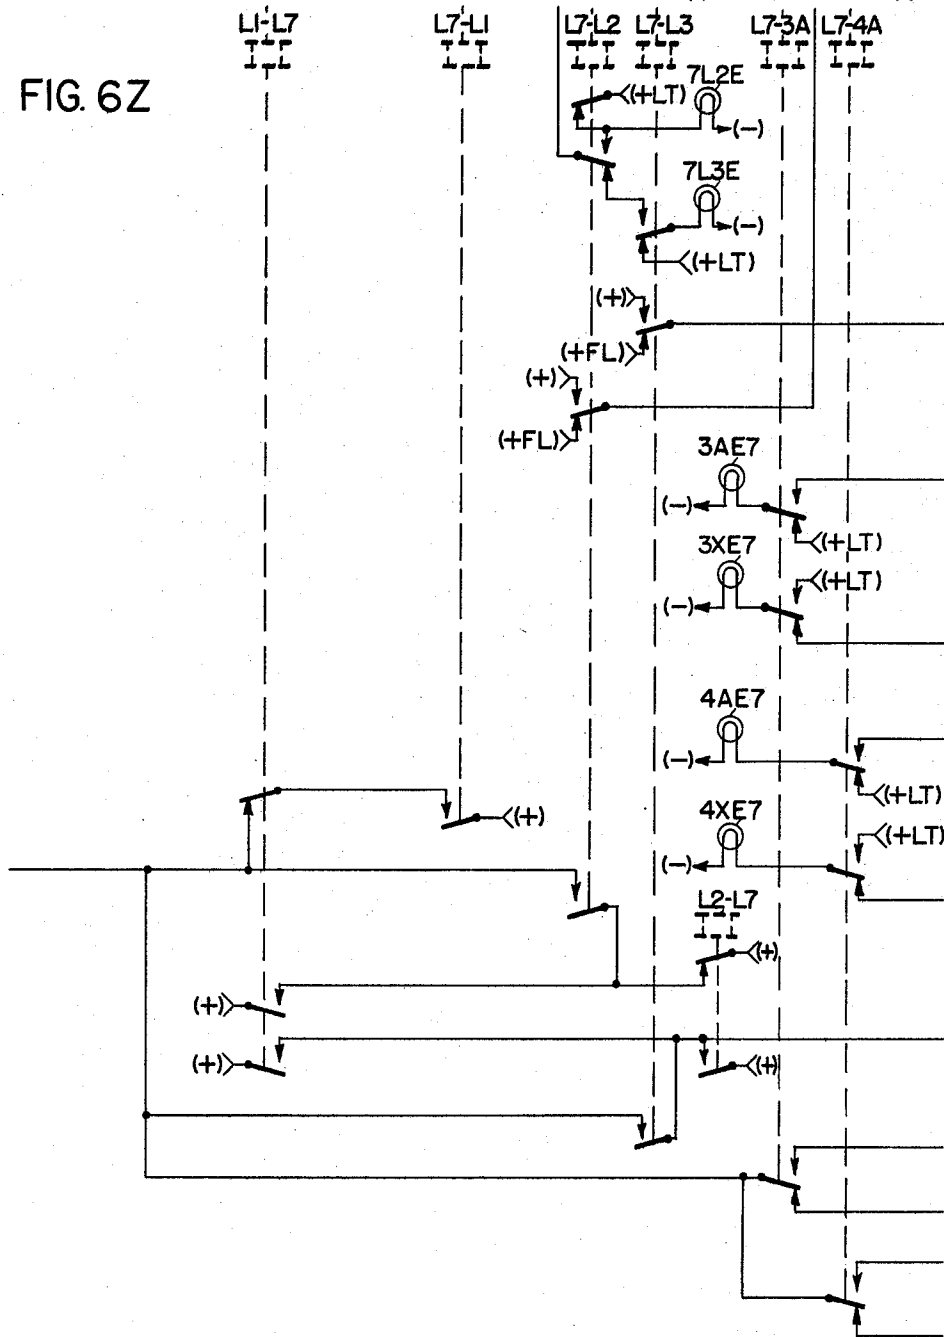 L1-L7 L7-L1 L7-L2 L7-L3 L7-3A L7-4A
FIG. 6Z
7L2E
(+LT)
(-)
7L3E
(-)
(+LT)
(+)
(+FL)
(+)
(+FL)
3AE7
(-)
(+LT)
3XE7
(+LT)
(-)
4AE7
(-)
(+LT)
(+)
4XE7
(+LT)
(-)
L2-L7
(+)
(+)
(+) (+)